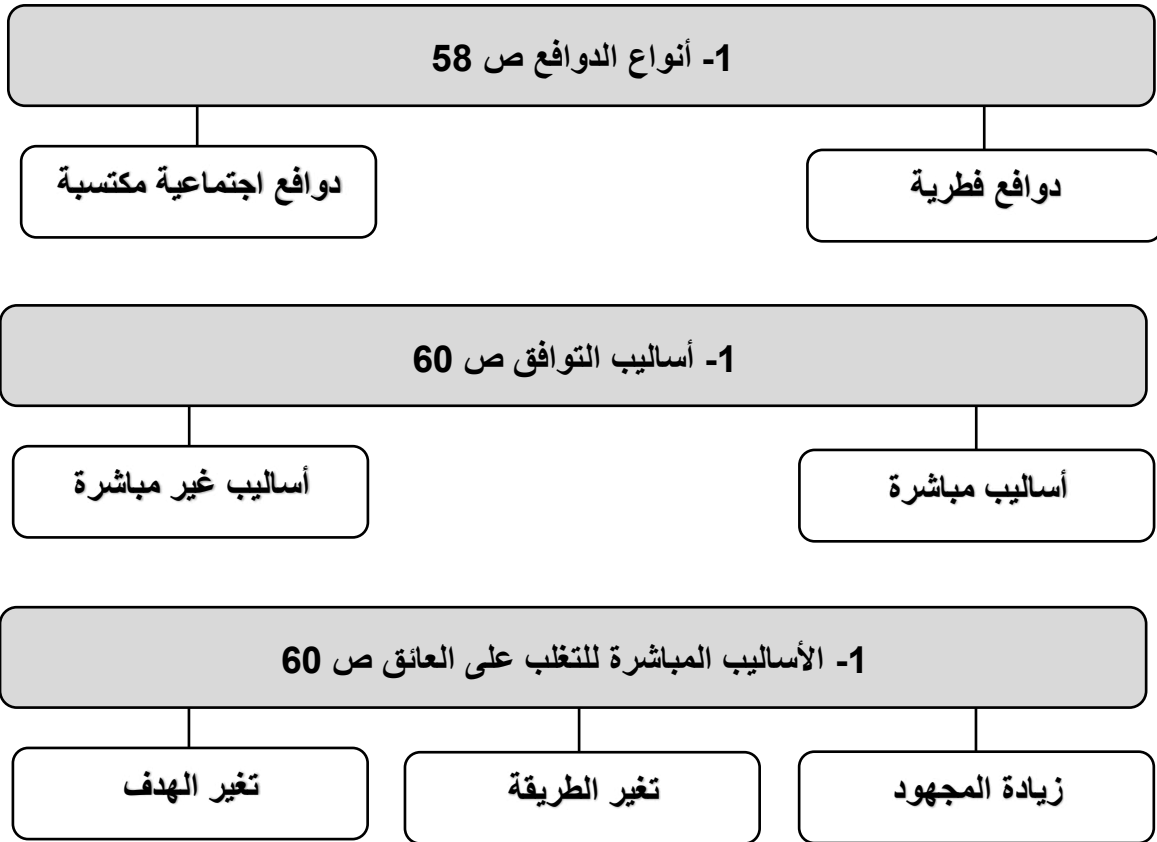 1- أنواع الدوافع ص 58
دوافع فطرية
دوافع اجتماعية مكتسبة
1- أساليب التوافق ص 60
أساليب مباشرة
أساليب غير مباشرة
1- الأساليب المباشرة للتغلب على العائق ص 60
زيادة المجهود
تغير الطريقة
تغير الهدف